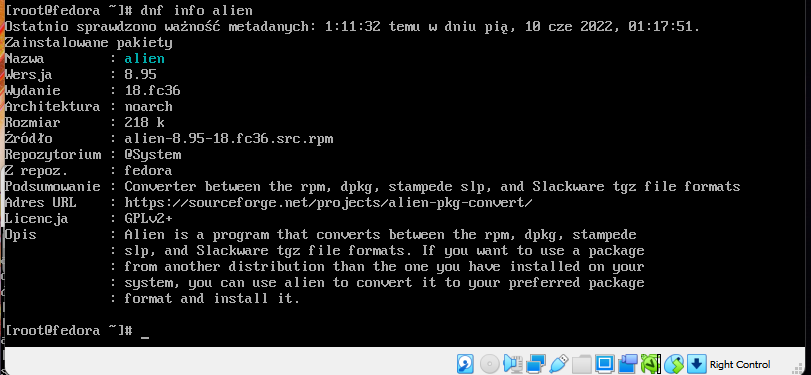 [root@fedora ~]# dnf info alien
Ostatnio sprawdzono ważność metadanych: 1:11:32 temu w dniu pią, 10 cze 2022, 01:17:51.
Zainstalowane pakiety
Nazwa        : alien
Wersja       : 8.95
Wydanie      : 18.fc36
Architektura : noarch
Rozmiar      : 218 k
Źródło       : alien-8.95-18.fc36.src.rpm
Repozytorium : @System
Z repoz.     : fedora
Podsumowanie : Converter between the rpm, dpkg, stampede slp, and Slackware tgz file formats
Adres URL    : https://sourceforge.net/projects/alien-pkg-convert/
Licencja     : GPLv2+
Opis         : Alien is a program that converts between the rpm, dpkg, stampede
             : slp, and Slackware tgz file formats. If you want to use a package
             : from another distribution than the one you have installed on your
             : system, you can use alien to convert it to your preferred package
             : format and install it.
[root@fedora ~]# _
Right Control